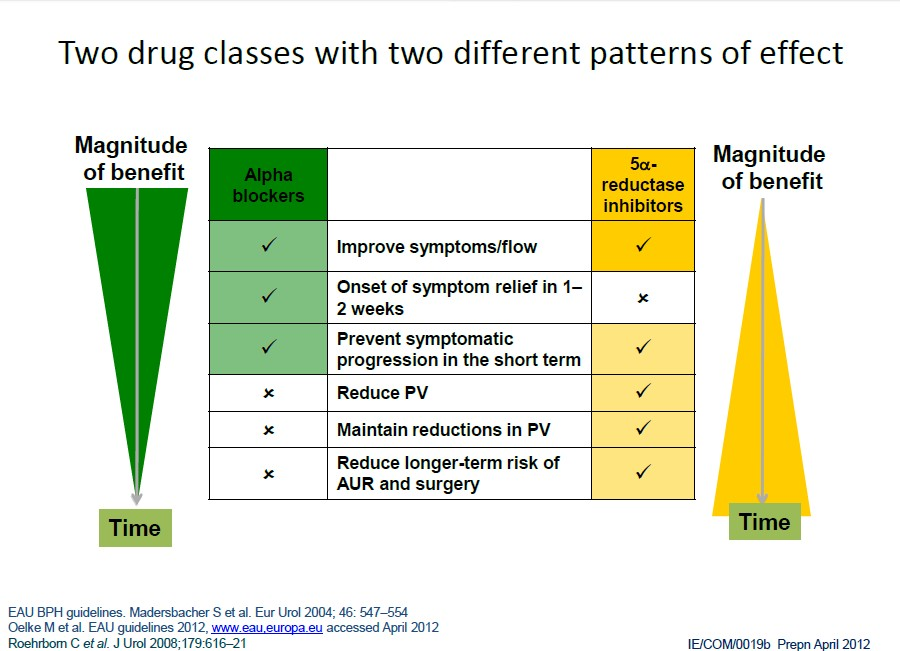 Two drug classes with two different patterns of effect
Magnitude
of benefit
Time
Alpha
blockers
5α-
reductase
inhibitors
✓ Improve symptoms/flow ✓
✓ Onset of symptom relief in 1–
2 weeks ×
✓ Prevent symptomatic
progression in the short term ✓
× Reduce PV ✓
× Maintain reductions in PV ✓
× Reduce longer-term risk of
AUR and surgery ✓
Magnitude
of benefit
Time
EAU BPH guidelines. Madersbacher S et al. Eur Urol 2004; 46: 547–554
Oelke M et al. EAU guidelines 2012, www.eau,europa.eu accessed April 2012
Roehrborn C et al. J Urol 2008;179:616–21
IE/COM/0019b Prepn April 2012